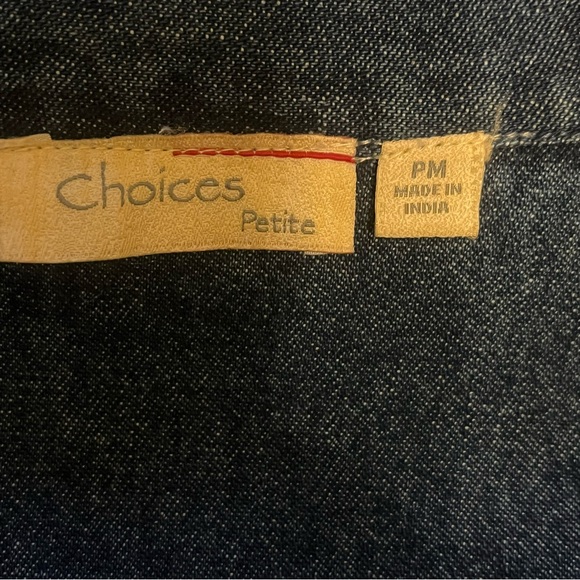 Choices
Petite
PM
MADE IN
INDIA